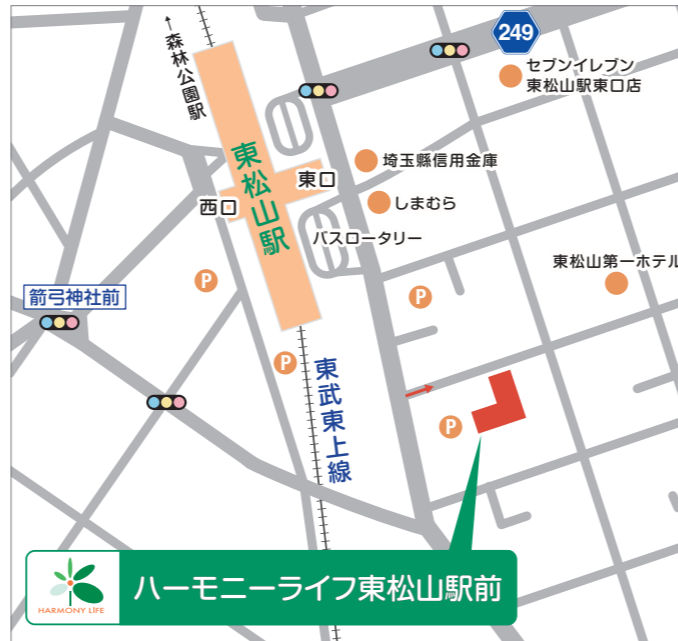 ←森林公園駅
249
セブンイレブン
東松山駅東口店
東松山駅
東口
西口
埼玉縣信用金庫
しまむら
バスロータリー
東松山第一ホテル
箭弓神社前
P
P
P
P
東武東上線
HARMONY LIFE
ハーモニーライフ東松山駅前